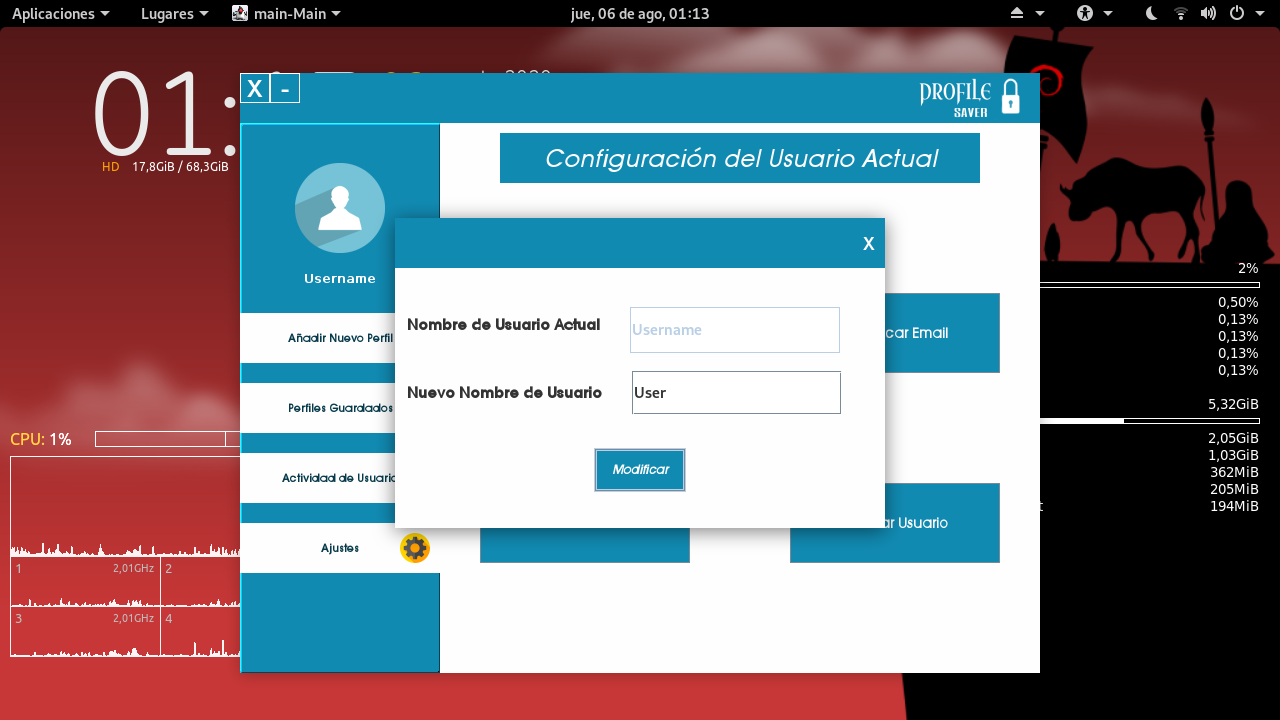 Aplicaciones Lugares main-Main jue, 06 de ago, 01:13
01:
HD 17,8GiB / 68,3GiB
X -
PROFILE
SAVER
Configuración del Usuario Actual
Username
X
Nombre de Usuario Actual Username
Nuevo Nombre de Usuario User
Modificar
Añadir Nuevo Perfil
Perfiles Guardados
Actividad de Usuario
Ajustes
car Email
ar Usuario
2%
0,50%
0,13%
0,13%
0,13%
0,13%
5,32GiB
2,05GiB
1,03GiB
362MiB
205MiB
t 194MiB
CPU: 1%
1 2,01GHz 2
3 2,01GHz 4